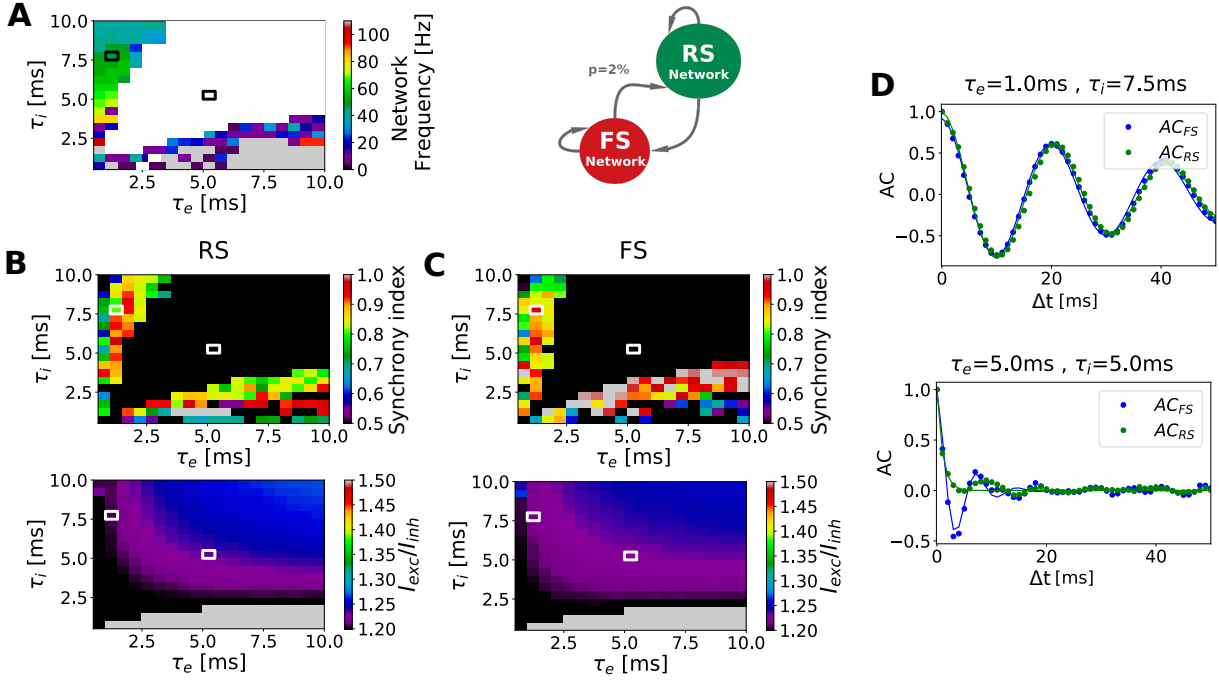 A
10.0
7.5
5.0
2.5
τi [ms]
2.5 5.0 7.5 10.0
τe [ms]
100
80
60
40
20
0
Network
Frequency [Hz]
RS
Network
p=2%
FS
Network
B
RS
10.0
7.5
5.0
2.5
τi [ms]
2.5 5.0 7.5 10.0
τe [ms]
1.0
0.9
0.8
0.7
0.6
0.5
Synchrony index
10.0
7.5
5.0
2.5
τi [ms]
2.5 5.0 7.5 10.0
τe [ms]
1.50
1.45
1.40
1.35
1.30
1.25
1.20
Iexc/Iinh
C
FS
10.0
7.5
5.0
2.5
τi [ms]
2.5 5.0 7.5 10.0
τe [ms]
1.0
0.9
0.8
0.7
0.6
0.5
Synchrony index
10.0
7.5
5.0
2.5
τi [ms]
2.5 5.0 7.5 10.0
τe [ms]
1.50
1.45
1.40
1.35
1.30
1.25
1.20
Iexc/Iinh
D
τe=1.0ms , τi=7.5ms
1.0
0.5
0.0
−0.5
AC
ACFS
ACRS
0 20 40
Δt [ms]
τe=5.0ms , τi=5.0ms
1.0
0.5
0.0
−0.5
AC
ACFS
ACRS
0 20 40
Δt [ms]